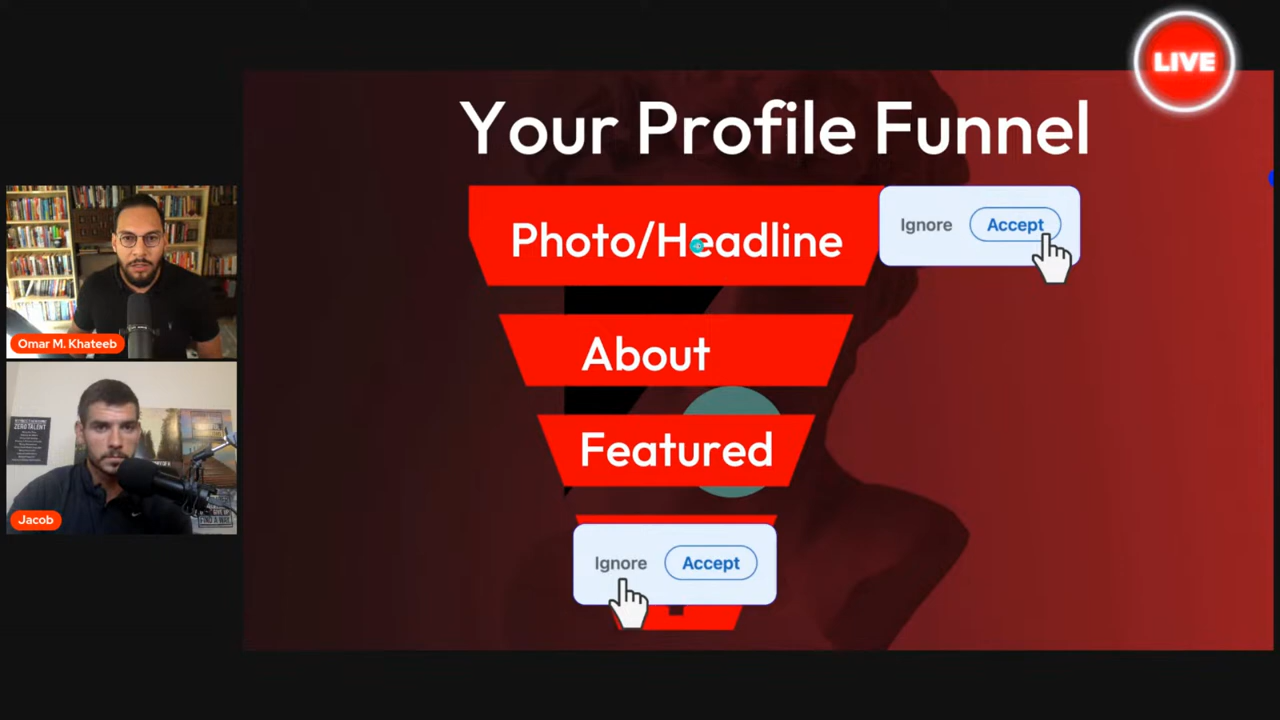 LIVE
Your Profile Funnel
Photo/Headline
Ignore Accept
About
Featured
Ignore Accept
Omar M. Khateeb
Jacob
ZERO TALENT